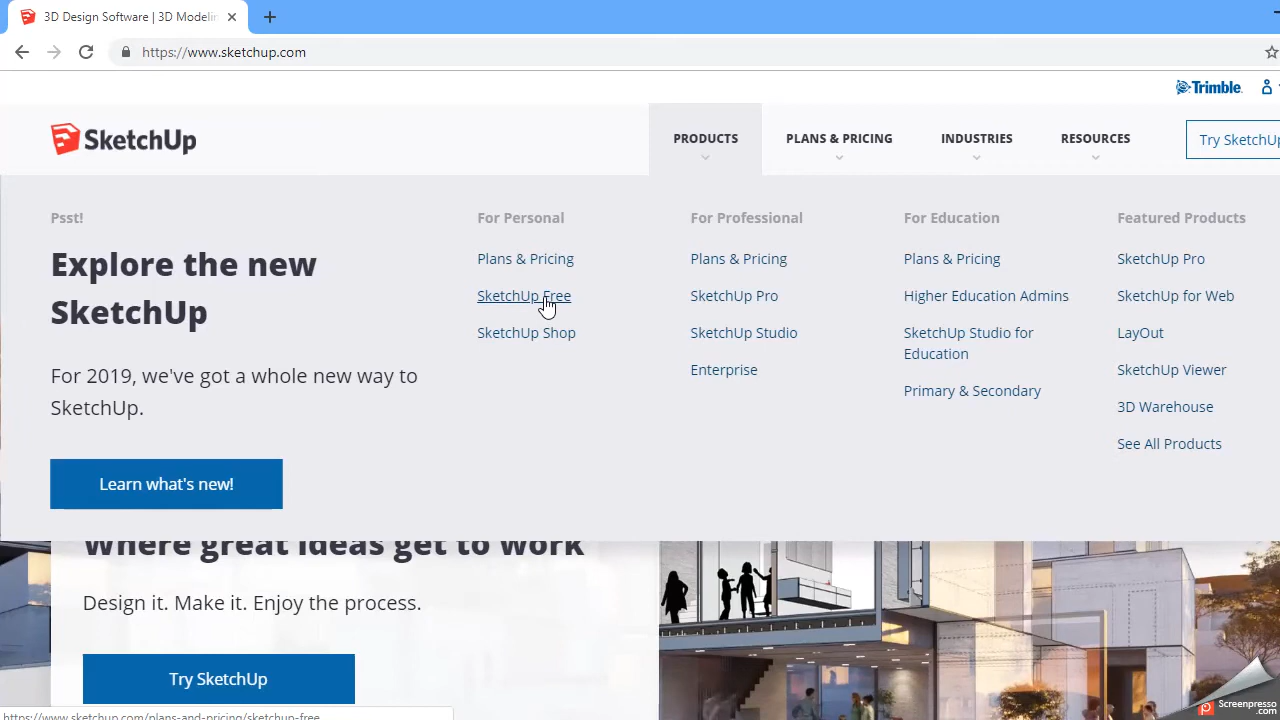 3D Design Software | 3D Modelin
https://www.sketchup.com
Trimble.
SketchUp
PRODUCTS
PLANS & PRICING
INDUSTRIES
RESOURCES
Try SketchUp
Psst!
Explore the new
SketchUp
For 2019, we've got a whole new way to
SketchUp.
Learn what's new!
For Personal
Plans & Pricing
SketchUp Free
SketchUp Shop
For Professional
Plans & Pricing
SketchUp Pro
SketchUp Studio
Enterprise
For Education
Plans & Pricing
Higher Education Admins
SketchUp Studio for
Education
Primary & Secondary
Featured Products
SketchUp Pro
SketchUp for Web
LayOut
SketchUp Viewer
3D Warehouse
See All Products
Where great ideas get to work
Design it. Make it. Enjoy the process.
Try SketchUp
https://www.sketchup.com/plans-and-pricing/sketchup-free
Screenpresso
.com